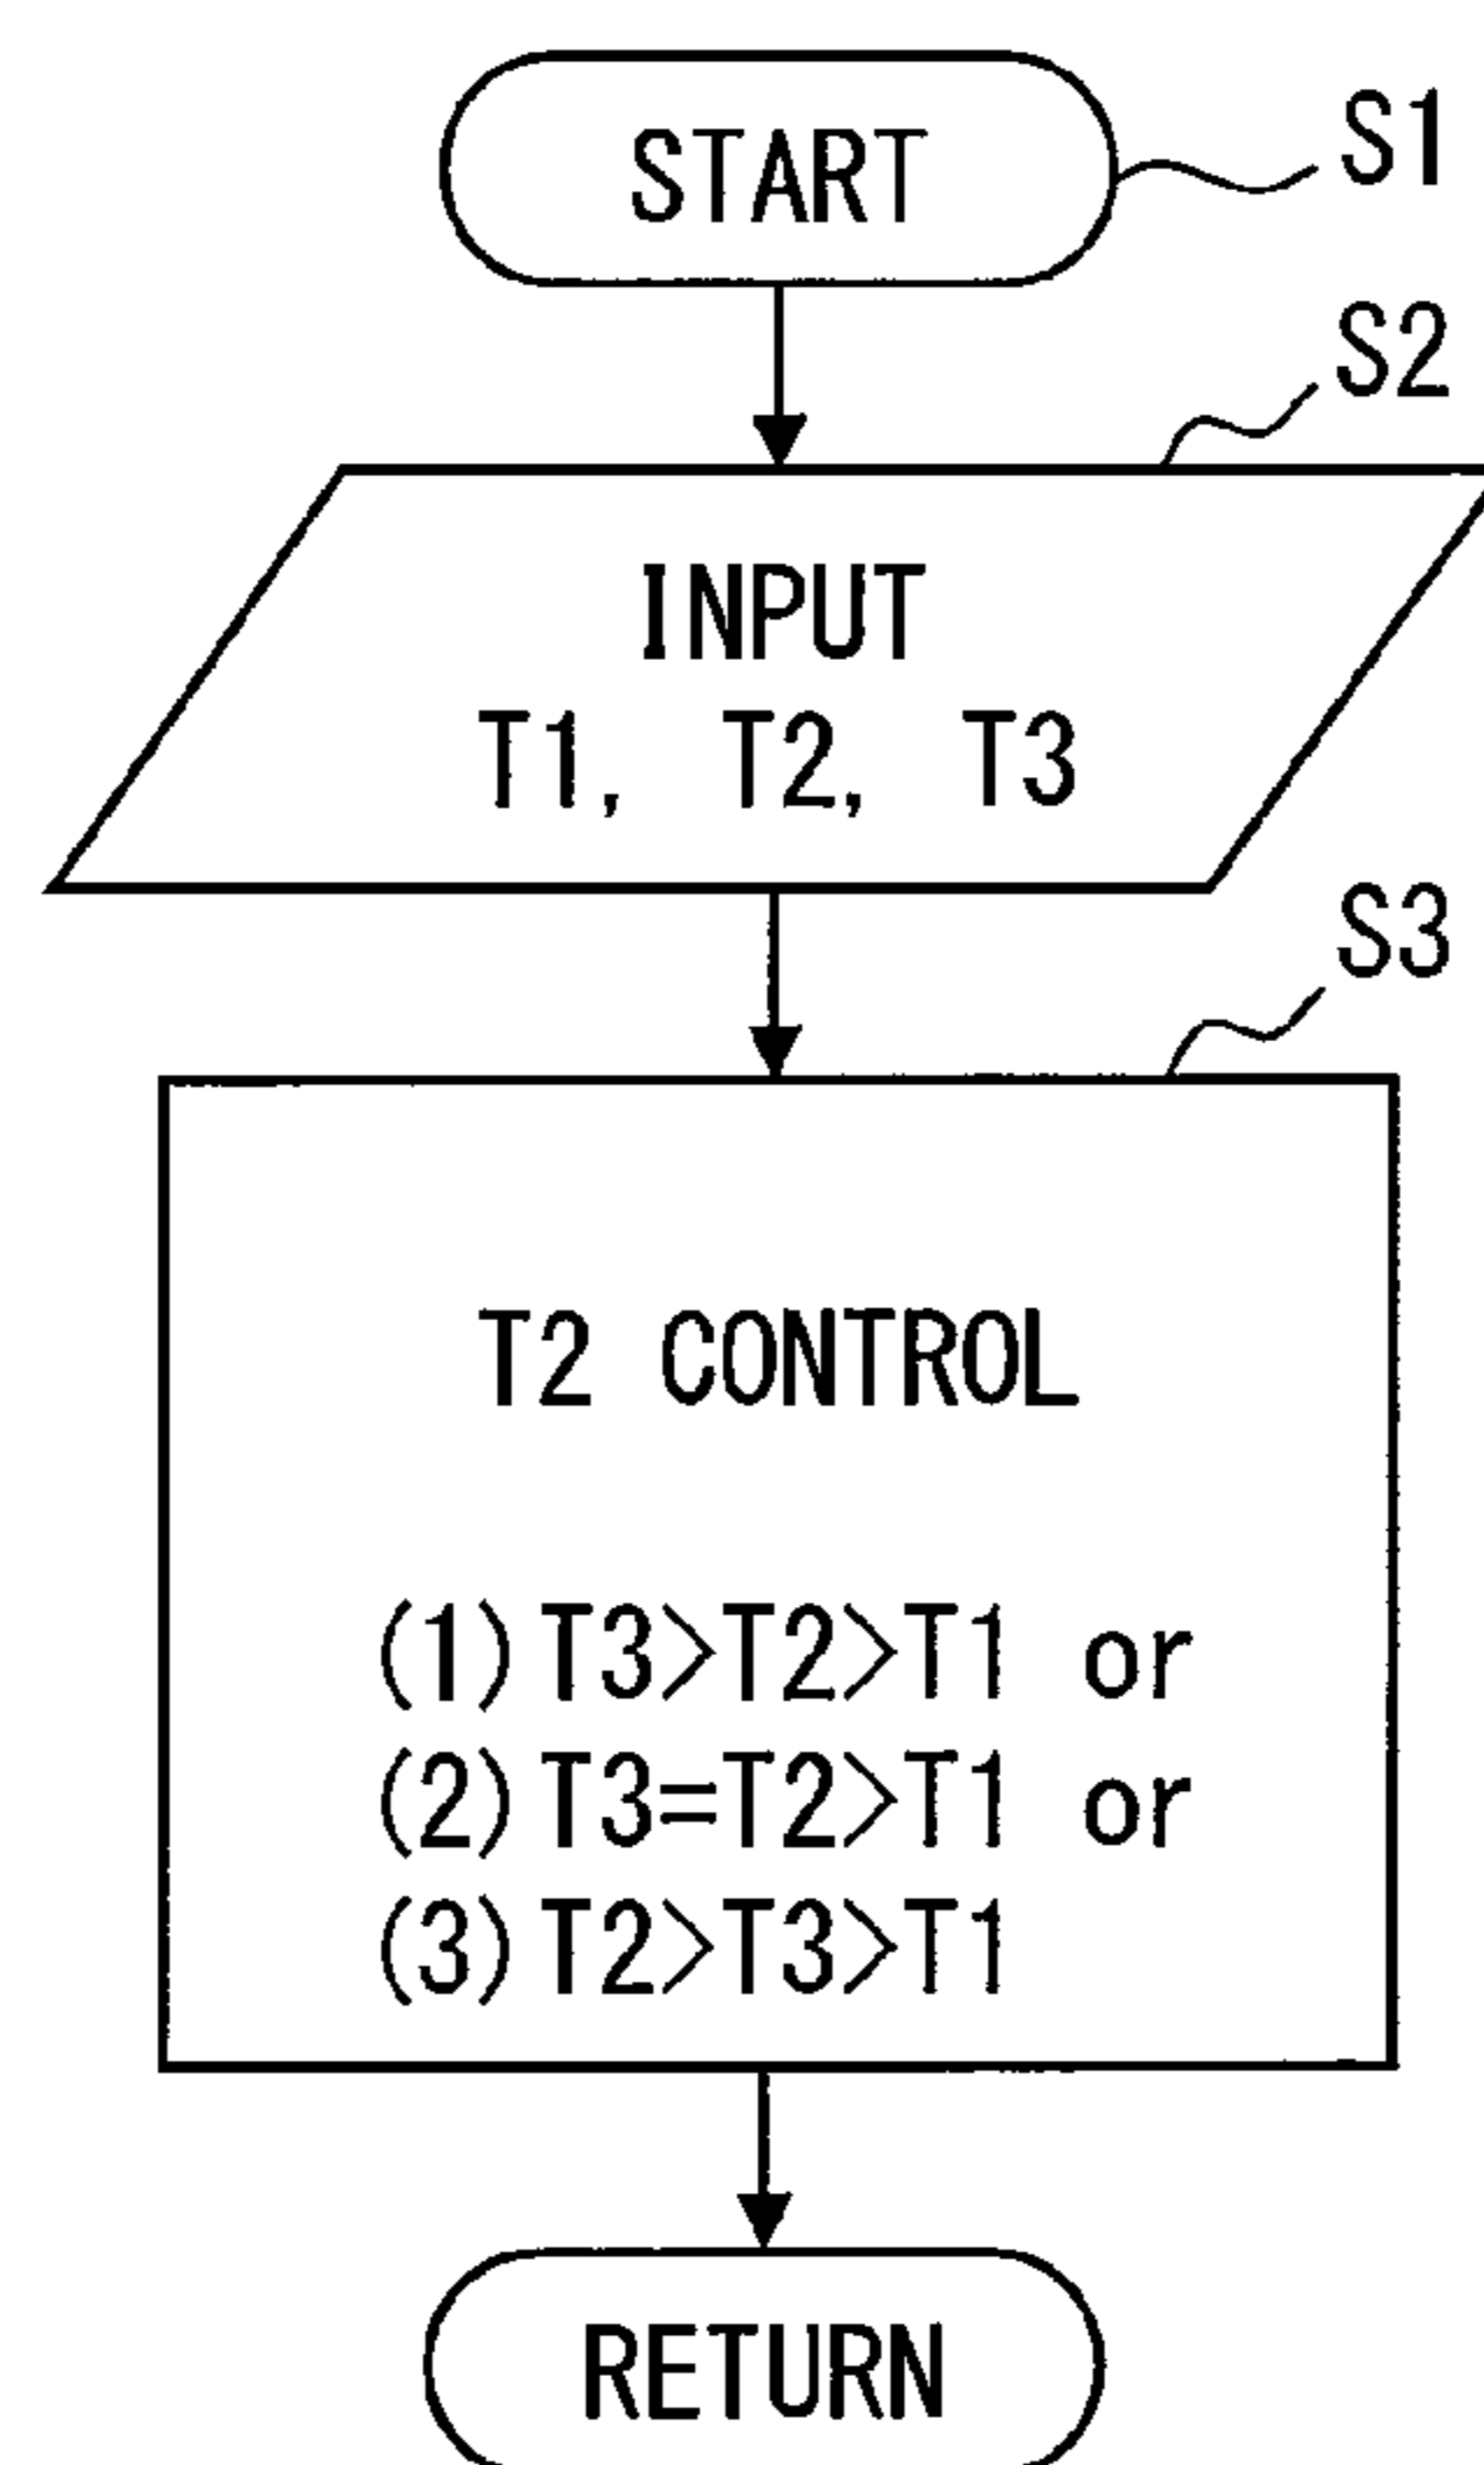 START
S1
S2
INPUT
T1, T2, T3
S3
T2 CONTROL
(1)T3>T2>T1 or
(2)T3=T2>T1 or
(3)T2>T3>T1
RETURN